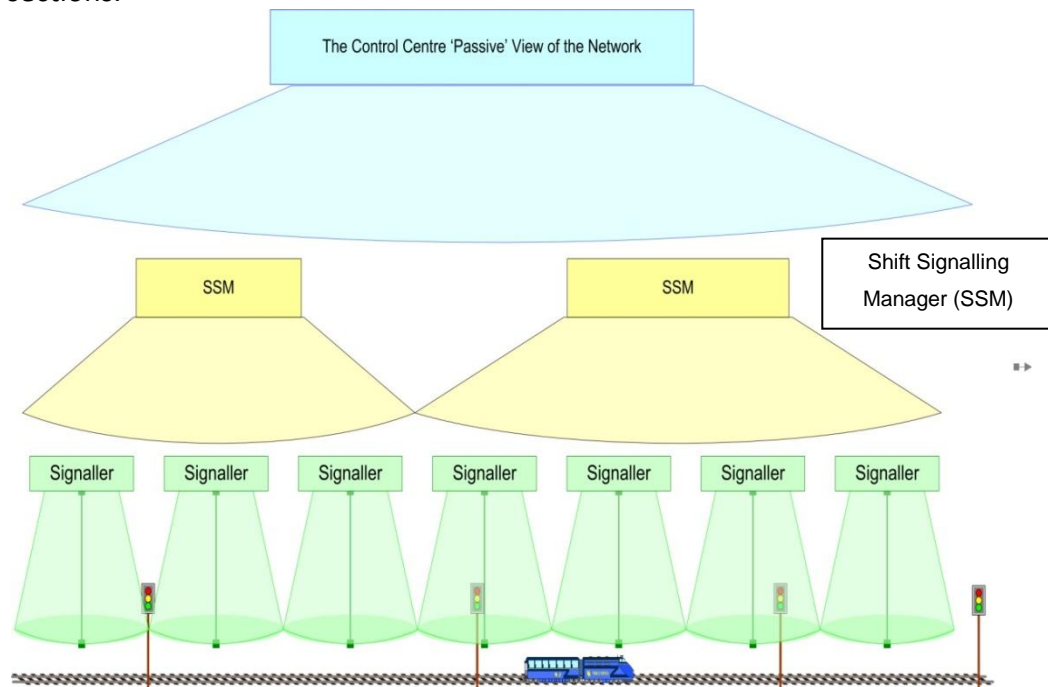 The Control Centre ‘Passive’ View of the Network
SSM
SSM
Shift Signalling
Manager (SSM)
Signaller
Signaller
Signaller
Signaller
Signaller
Signaller
Signaller